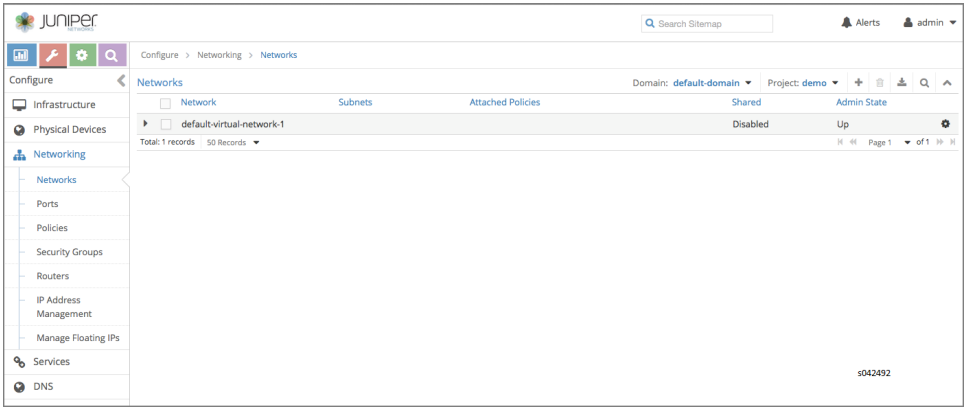 JUNIPER
NETWORKS
Search Sitemap
Alerts
admin
Configure > Networking > Networks
Configure
Infrastructure
Physical Devices
Networking
Networks
Ports
Policies
Security Groups
Routers
IP Address
Management
Manage Floating IPs
Services
DNS
Networks Domain: default-domain Project: demo
Network Subnets Attached Policies Shared Admin State
default-virtual-network-1 Disabled Up
Total: 1 records 50 Records Page 1 of 1
s042492